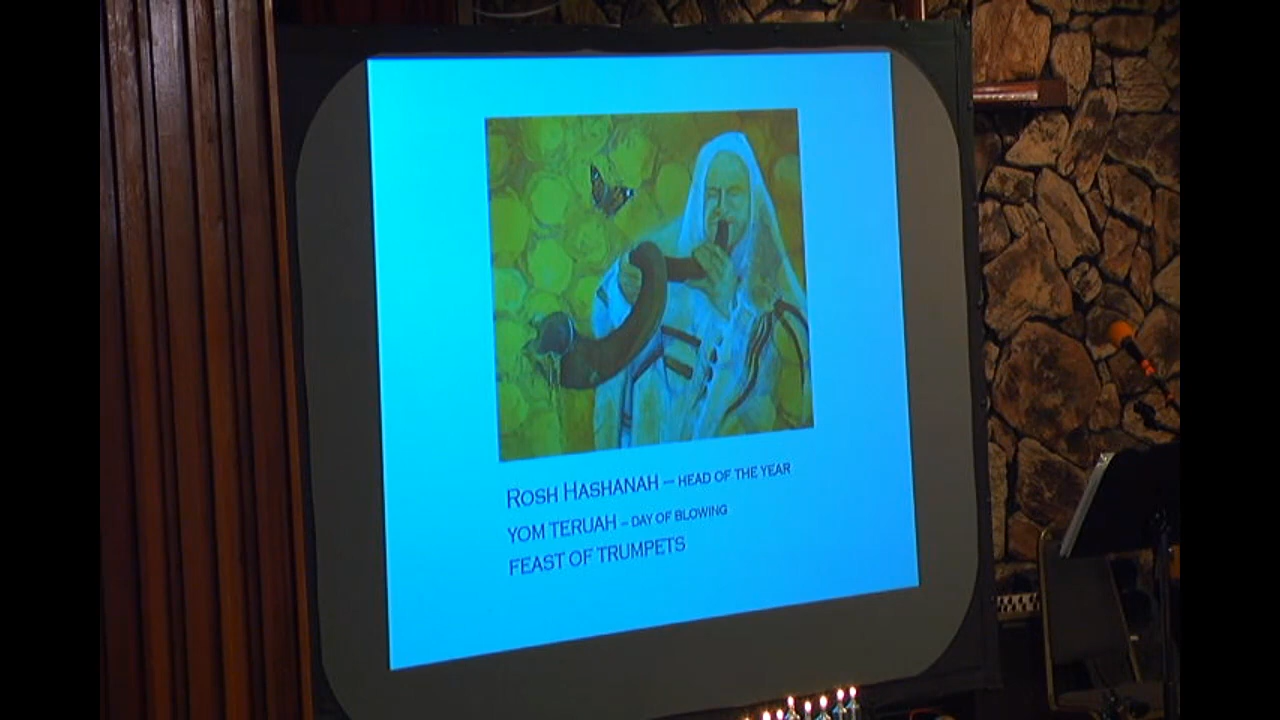 ROSH HASHANAH – HEAD OF THE YEAR
YOM TERUAH – DAY OF BLOWING
FEAST OF TRUMPETS